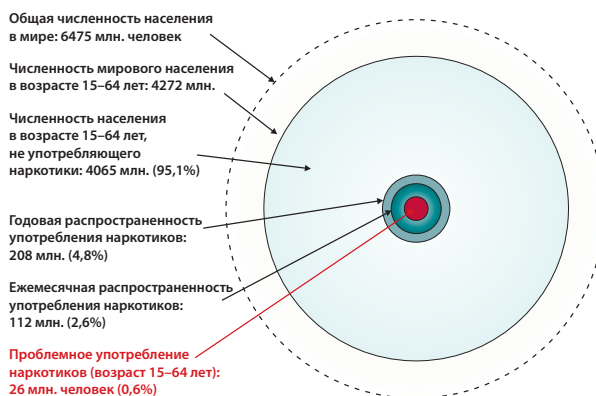 Общая численность населения
в мире: 6475 млн. человек
Численность мирового населения
в возрасте 15–64 лет: 4272 млн.
Численность населения
в возрасте 15–64 лет,
не употребляющего
наркотики: 4065 млн. (95,1%)
Годовая распространенность
употребления наркотиков:
208 млн. (4,8%)
Ежемесячная распространенность
употребления наркотиков:
112 млн. (2,6%)
Проблемное употребление
наркотиков (возраст 15–64 лет):
26 млн. человек (0,6%)